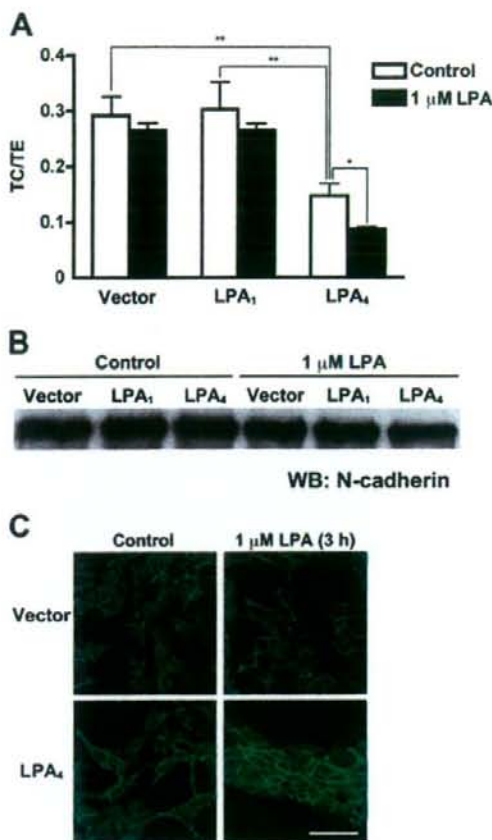 A
**
**
*
Control
1 μM LPA
TC/TE
0.4
0.3
0.2
0.1
0
Vector LPA₁ LPA₄
B
Control 1 μM LPA
Vector LPA₁ LPA₄ Vector LPA₁ LPA₄
WB: N-cadherin
C
Control 1 μM LPA (3 h)
Vector
LPA₄